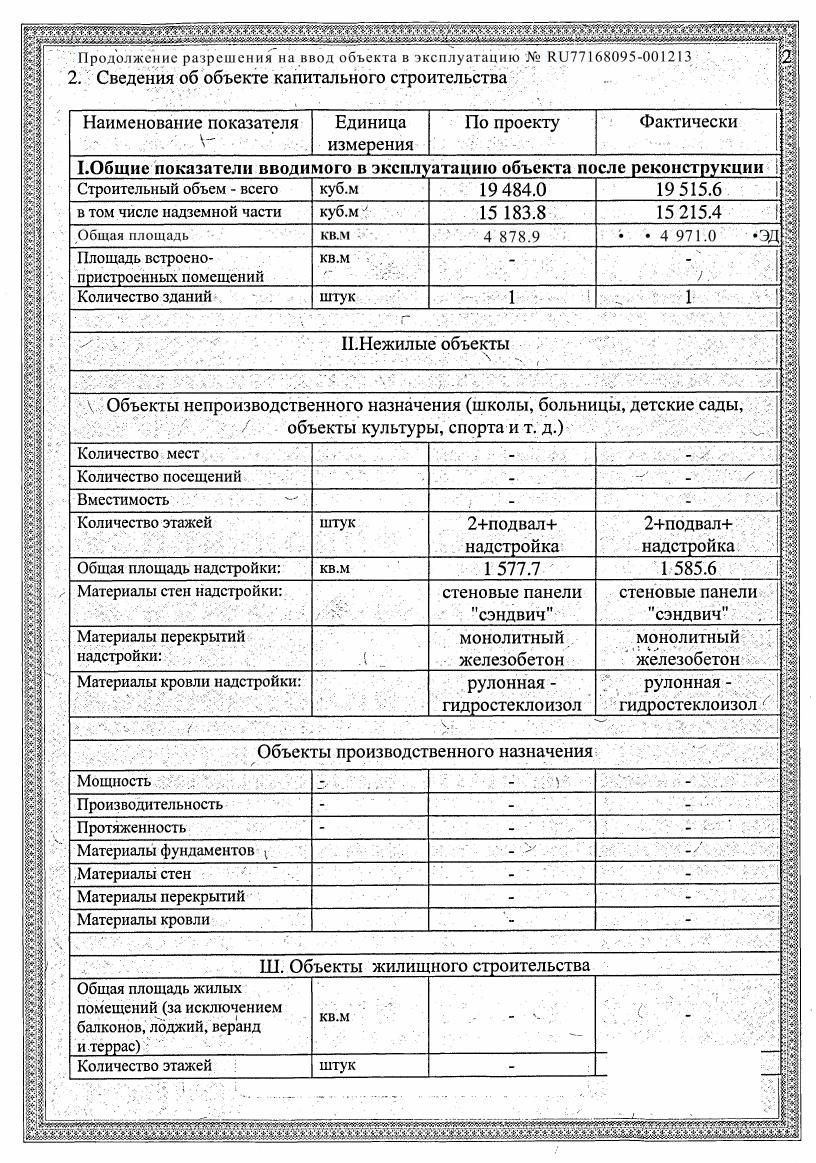 Продолжение разрешения на ввод объекта в эксплуатацию № RU77168095-001213
2
2. Сведения об объекте капитального строительства
Наименование показателя Единица измерения По проекту Фактически
I.Общие показатели вводимого в эксплуатацию объекта после реконструкции
Строительный объем - всего куб.м 19 484.0 19 515.6
в том числе надземной части куб.м 15 183.8 15 215.4
Общая площадь кв.м 4 878.9 • • 4 971.0 •ЭД
Площадь встроено- кв.м - -
пристроенных помещений
Количество зданий штук 1 1
II.Нежилые объекты
Объекты непроизводственного назначения (школы, больницы, детские сады,
объекты культуры, спорта и т. д.)
Количество мест - -
Количество посещений - -
Вместимость - -
Количество этажей штук 2+подвал+ 2+подвал+
надстройка надстройка
Общая площадь надстройки: кв.м 1 577.7 1 585.6
Материалы стен надстройки: стеновые панели стеновые панели
"сэндвич" "сэндвич"
Материалы перекрытий монолитный монолитный
надстройки: железобетон железобетон
Материалы кровли надстройки: рулонная - рулонная -
гидростеклоизол гидростеклоизол
Объекты производственного назначения
Мощность - - -
Производительность - - -
Протяженность - - -
Материалы фундаментов - -
Материалы стен - -
Материалы перекрытий - -
Материалы кровли - -
Ш. Объекты жилищного строительства
Общая площадь жилых
помещений (за исключением
балконов, лоджий, веранд кв.м - -
и террас)
Количество этажей штук -